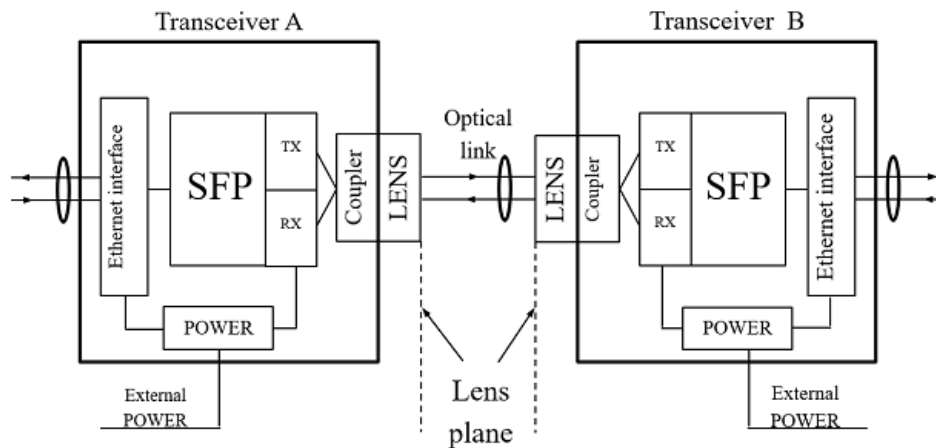 Transceiver A
Ethernet interface
SFP
TX
RX
Coupler
LENS
POWER
External
POWER
Optical
link
Lens
plane
Transceiver B
LENS
Coupler
TX
RX
SFP
Ethernet interface
POWER
External
POWER